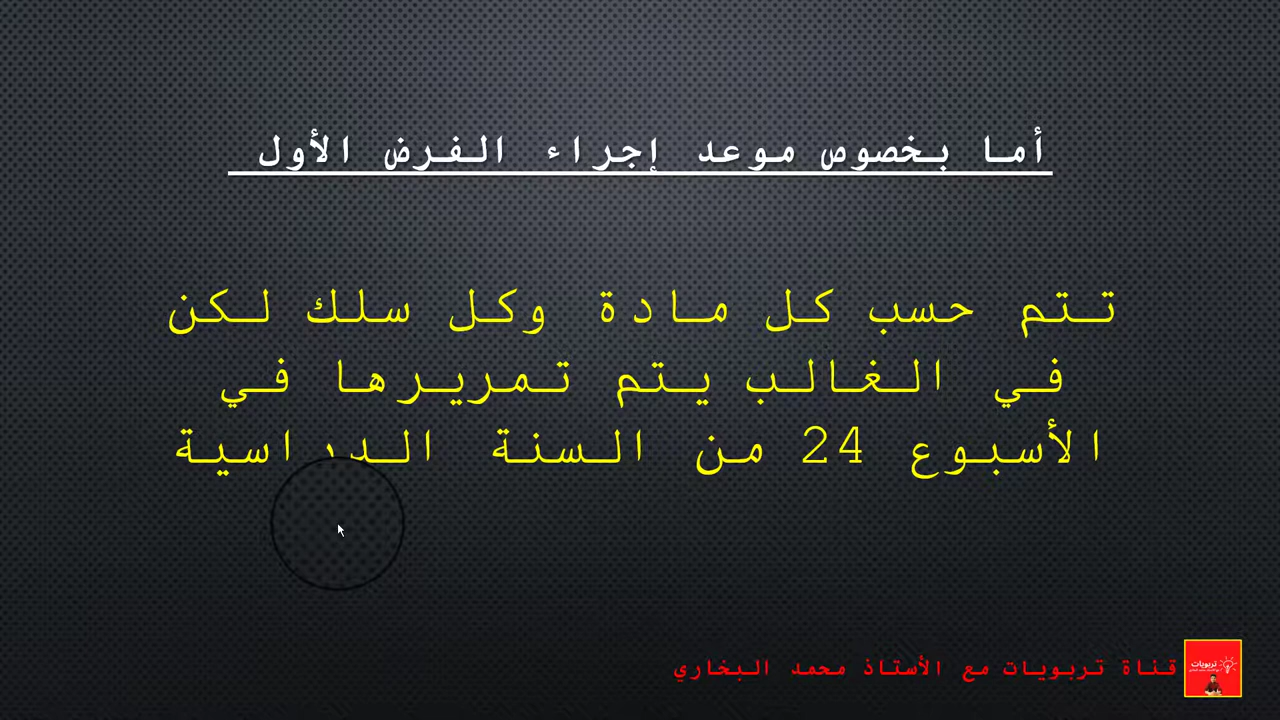 أما بخصوص موعد إجراء الفرض الأول
تتم حسب كل مادة وكل سلك لكن
في الغالب يتم تمريرها في
الأسبوع 24 من السنة الدراسية
قناة تربويات مع الأستاذ محمد البخاري
تربويات